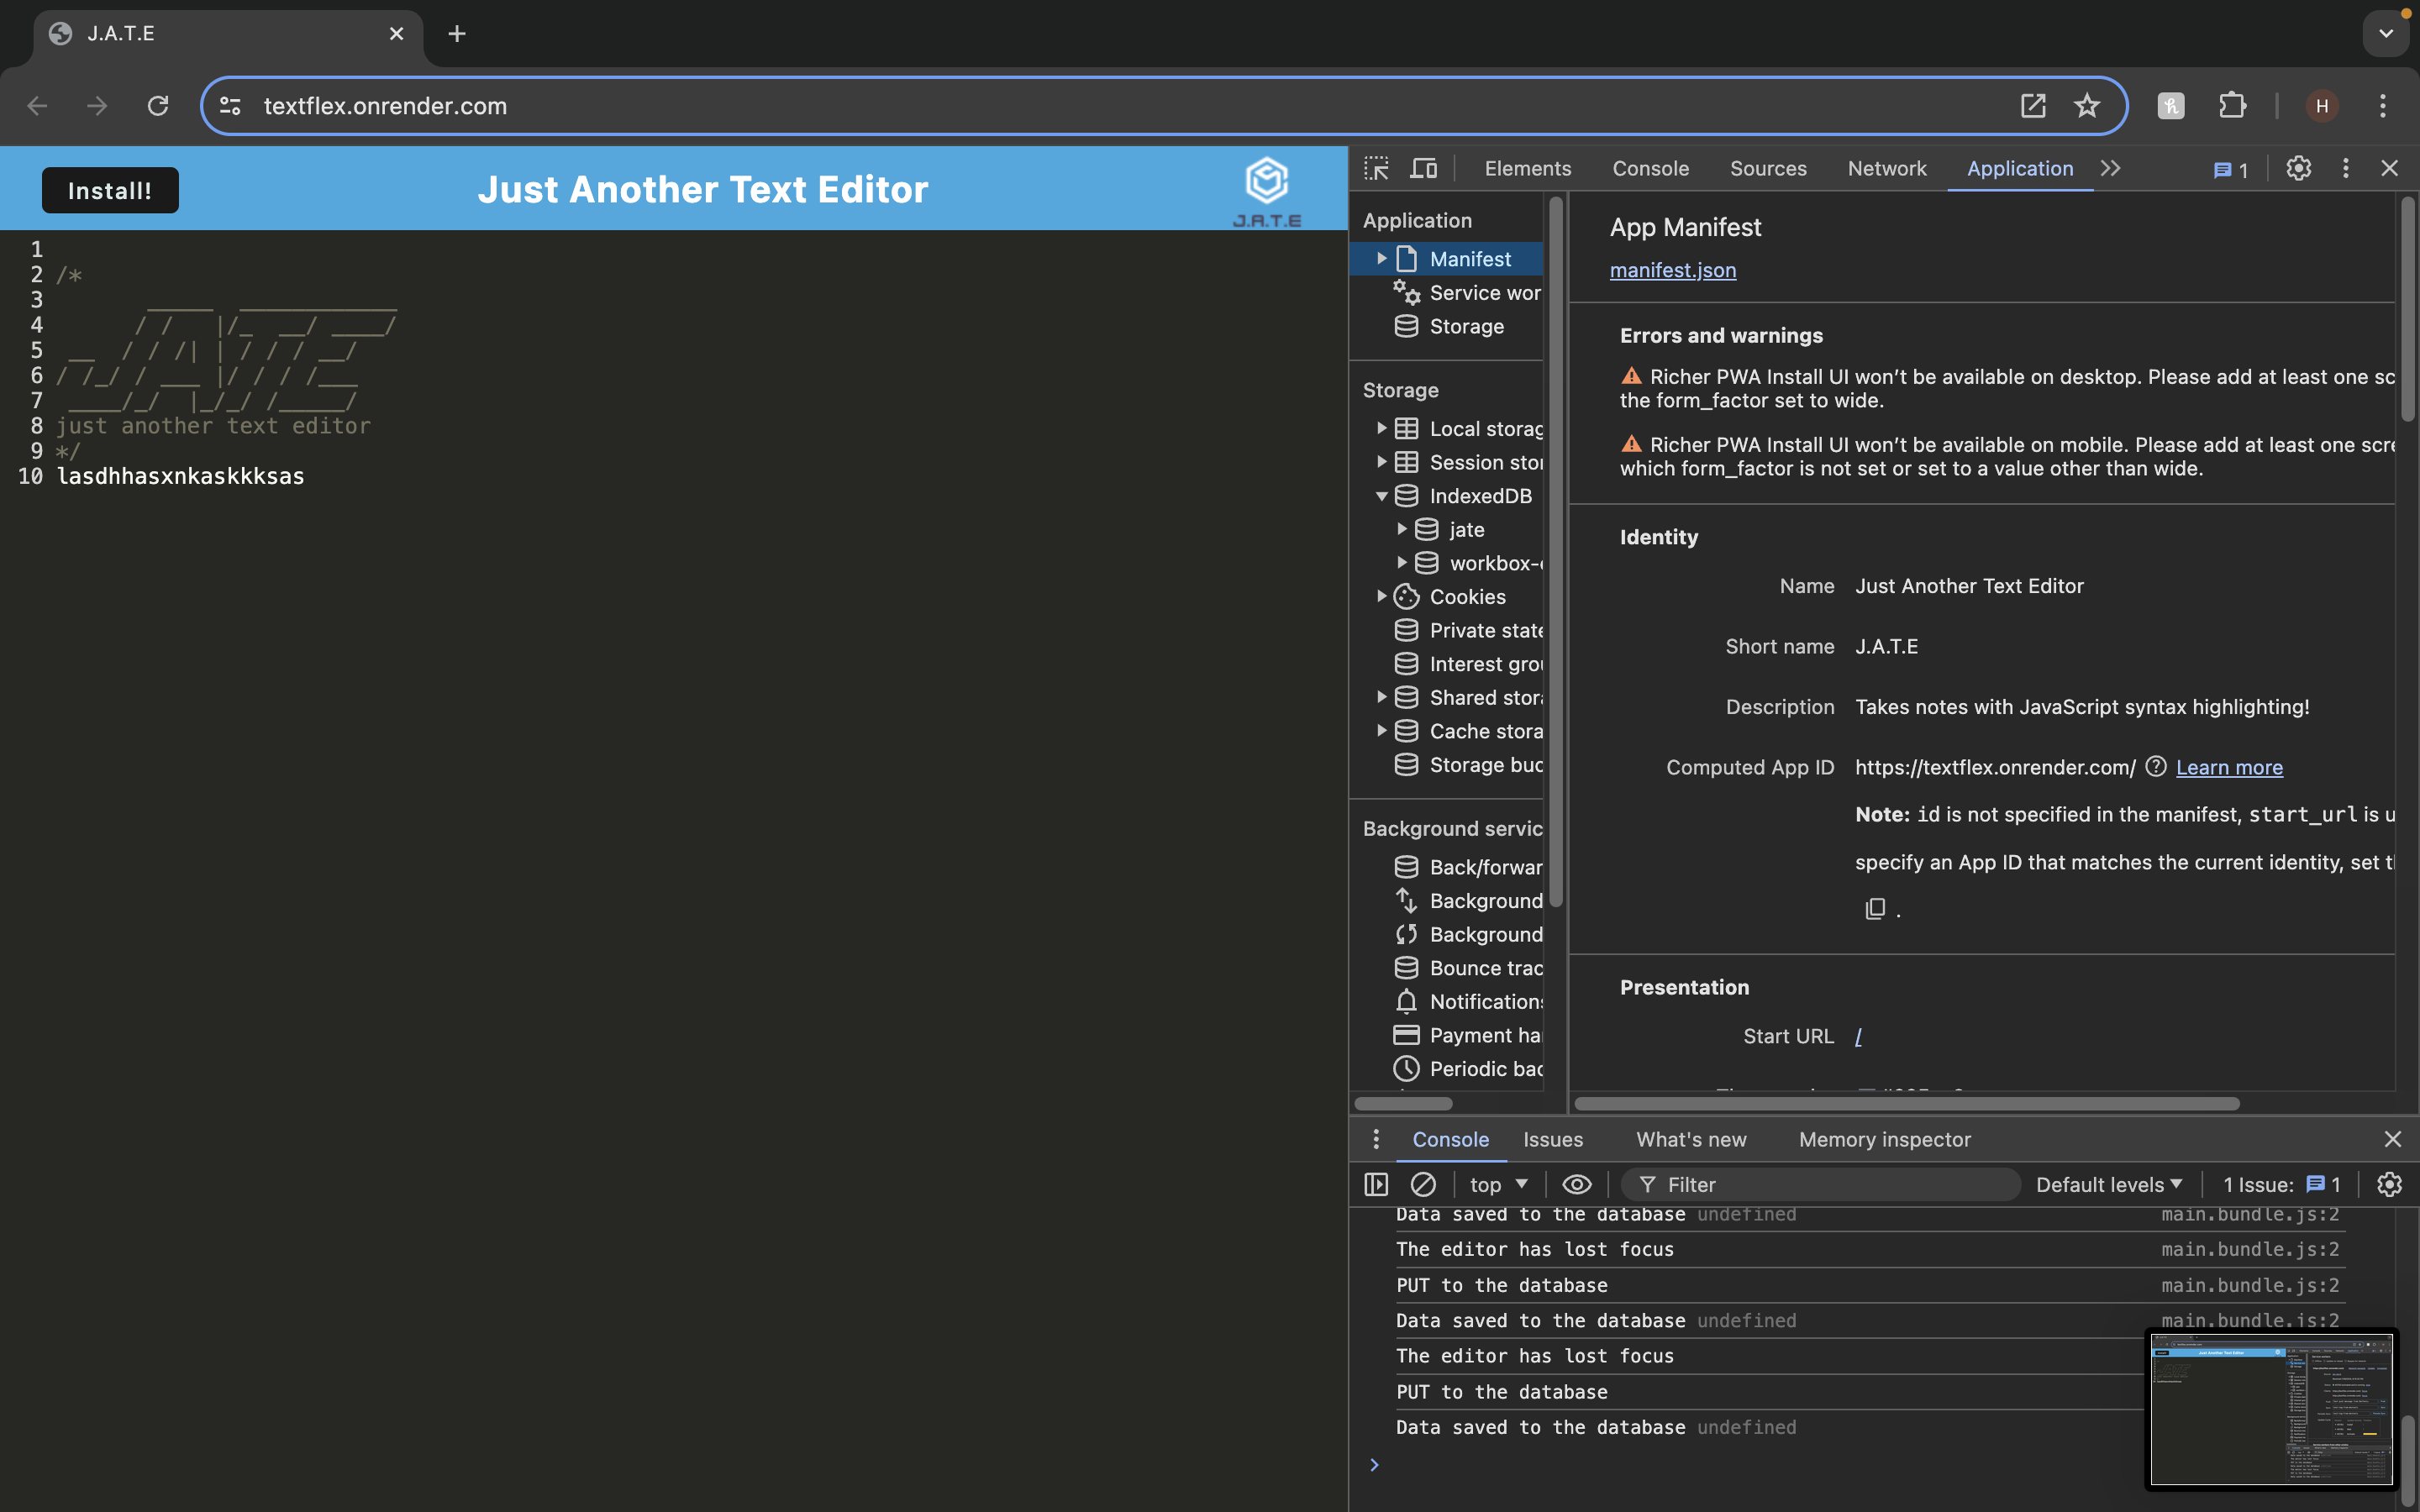 J.A.T.E
textflex.onrender.com
H
Install!
Just Another Text Editor
J.A.T.E
1
2 /*
3 _____ ____________
4 / / |/_ __/ ____/
5 __ / / /| | / / / __/
6 / /_/ / ___ |/ / / /___
7 ____/_/ |_/_/ /_____/
8 just another text editor
9 */
10 lasdhhasxnkaskkksas
Elements Console Sources Network Application 1
Application
Manifest
Service wor
Storage
Storage
Local storag
Session stor
IndexedDB
jate
workbox-
Cookies
Private state
Interest grou
Shared stora
Cache stora
Storage buc
Background servic
Back/forwar
Background
Background
Bounce trac
Notifications
Payment ha
Periodic bac
App Manifest
manifest.json
Errors and warnings
Richer PWA Install UI won’t be available on desktop. Please add at least one sc
the form_factor set to wide.
Richer PWA Install UI won’t be available on mobile. Please add at least one scre
which form_factor is not set or set to a value other than wide.
Identity
Name Just Another Text Editor
Short name J.A.T.E
Description Takes notes with JavaScript syntax highlighting!
Computed App ID https://textflex.onrender.com/ Learn more
Note: id is not specified in the manifest, start_url is u
specify an App ID that matches the current identity, set t
.
Presentation
Start URL /
Console Issues What's new Memory inspector
top Filter Default levels 1 Issue: 1
Data saved to the database undefined main.bundle.js:2
The editor has lost focus main.bundle.js:2
PUT to the database main.bundle.js:2
Data saved to the database undefined main.bundle.js:2
The editor has lost focus
PUT to the database
Data saved to the database undefined